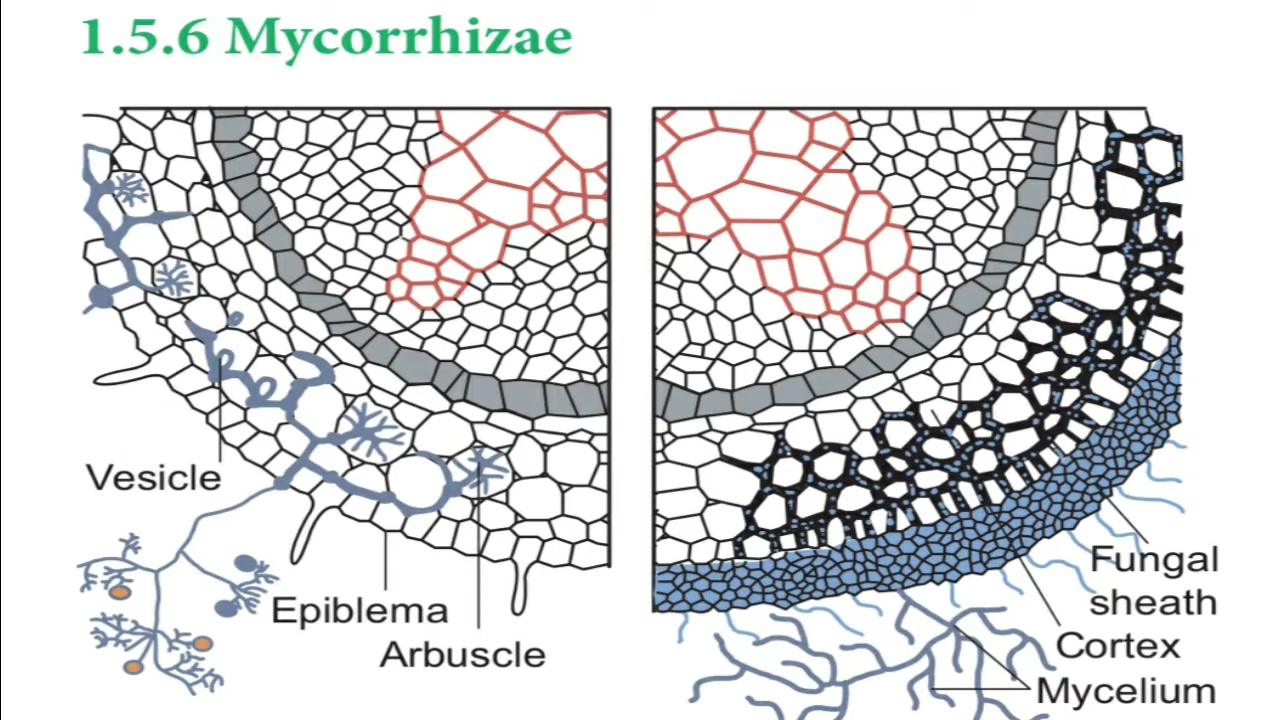 1.5.6 Mycorrhizae
Vesicle
Epiblema
Arbuscle
Fungal
sheath
Cortex
Mycelium